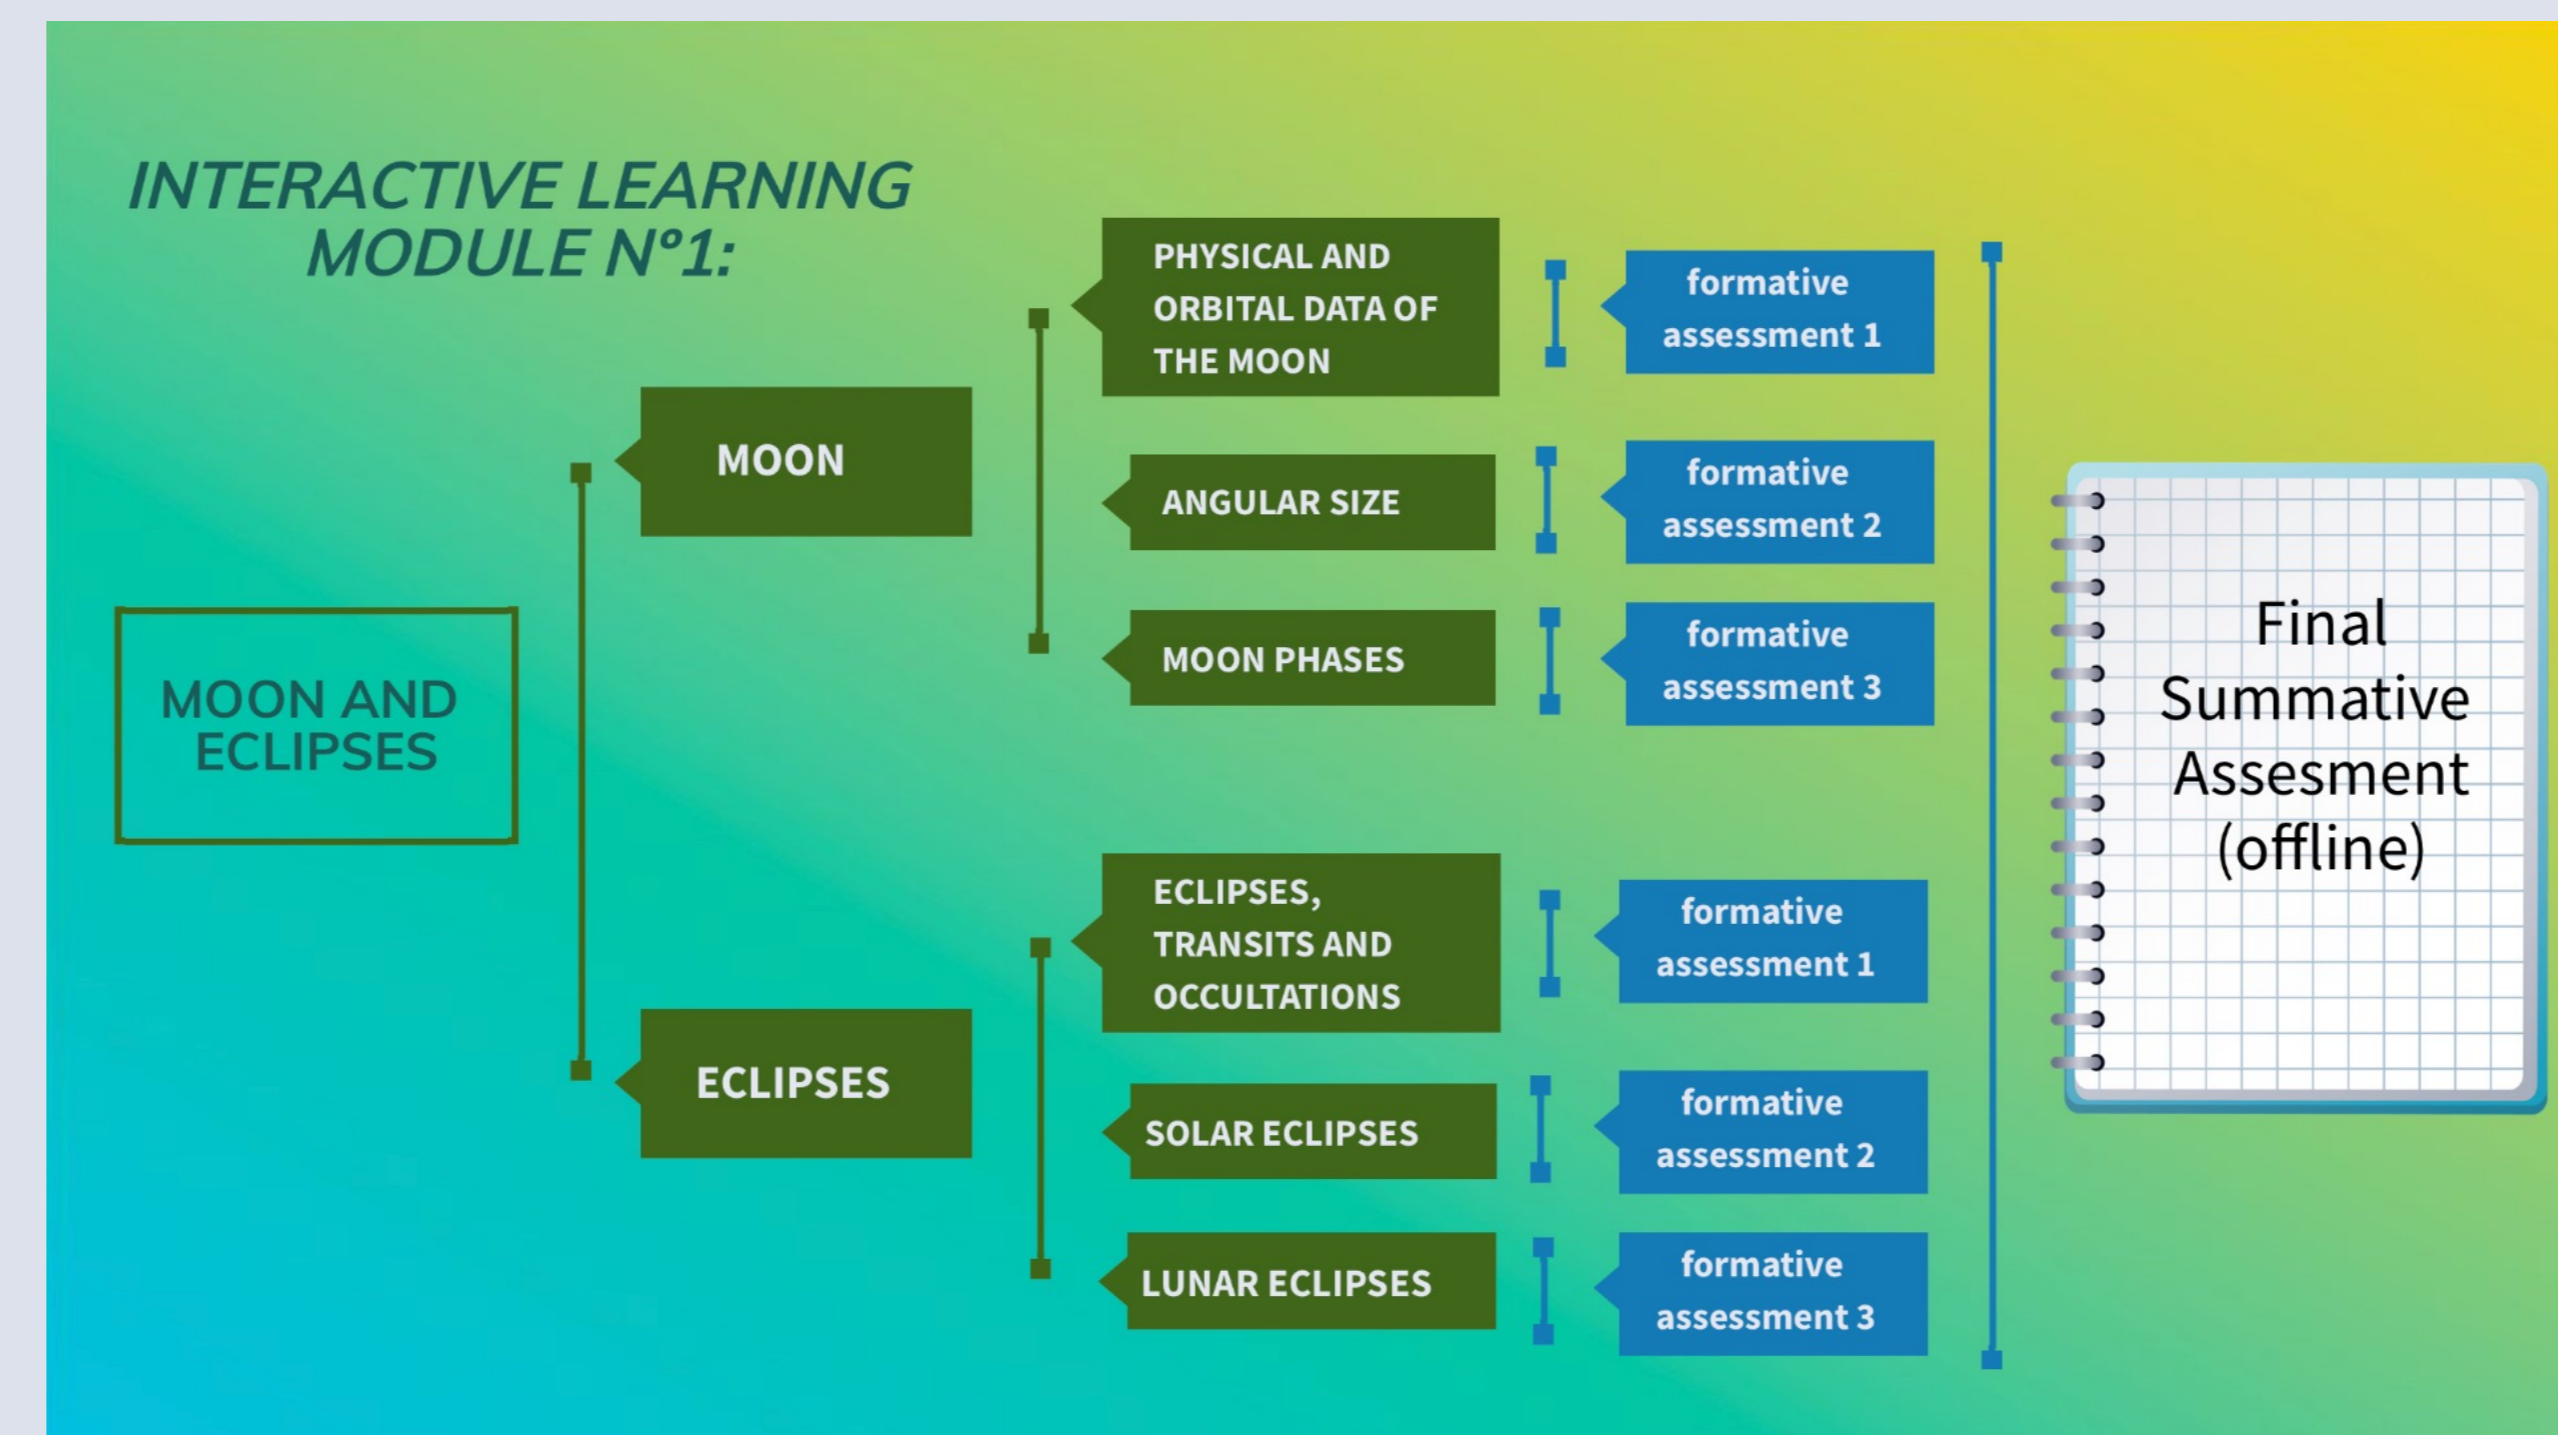 INTERACTIVE LEARNING
MODULE Nº1:
MOON AND
ECLIPSES
MOON
PHYSICAL AND
ORBITAL DATA OF
THE MOON
formative
assessment 1
ANGULAR SIZE
formative
assessment 2
MOON PHASES
formative
assessment 3
ECLIPSES
ECLIPSES,
TRANSITS AND
OCCULTATIONS
formative
assessment 1
SOLAR ECLIPSES
formative
assessment 2
LUNAR ECLIPSES
formative
assessment 3
Final
Summative
Assesment
(offline)